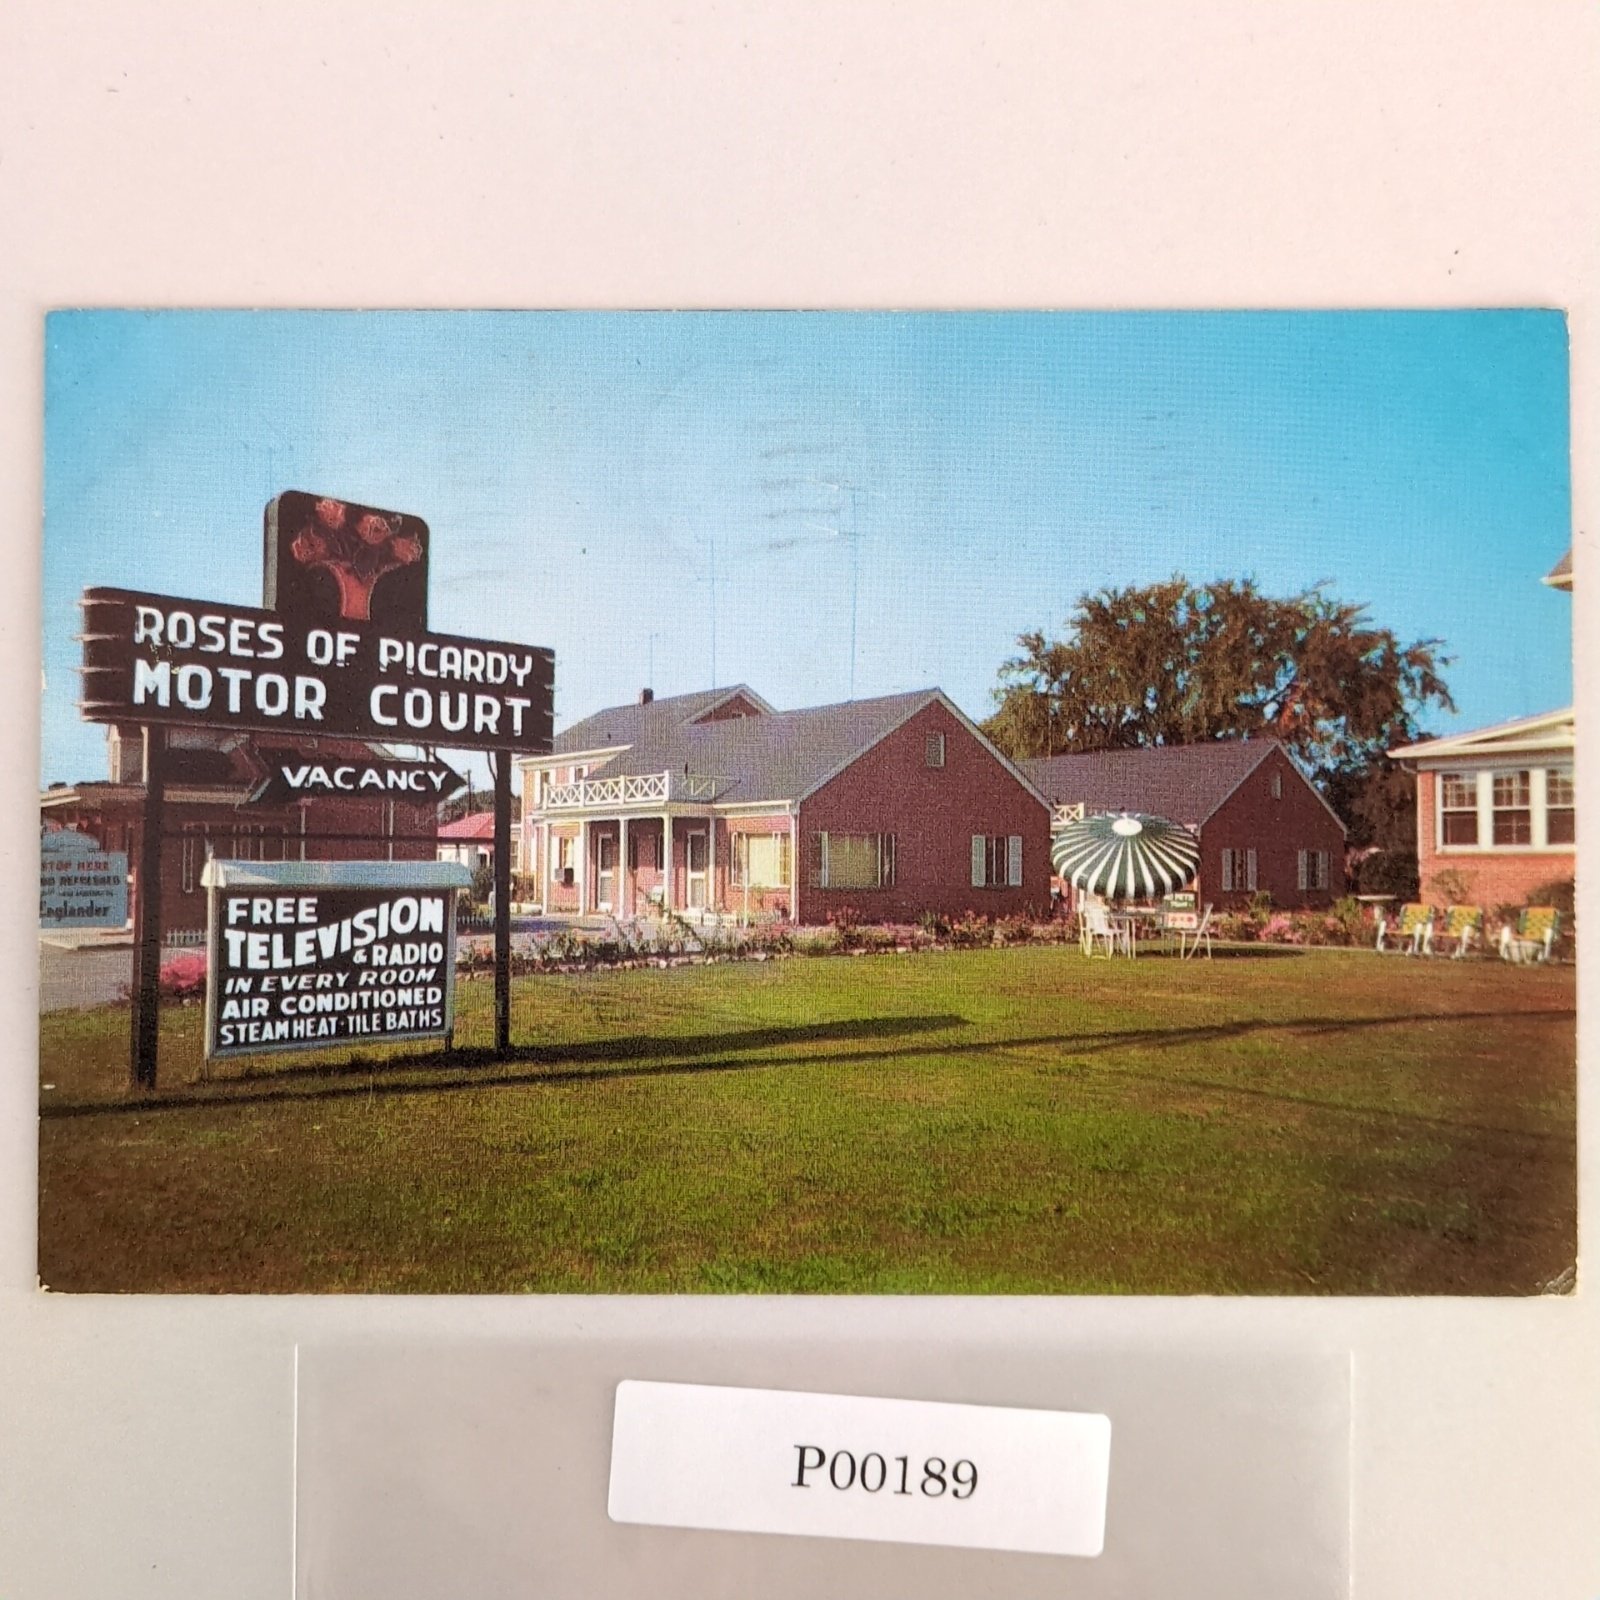 ROSES OF PICARDY
MOTOR COURT
VACANCY
STOP HERE
REFRESHED
Englander
FREE
TELEVISION
& RADIO
IN EVERY ROOM
AIR CONDITIONED
STEAM HEAT · TILE BATHS
P00189